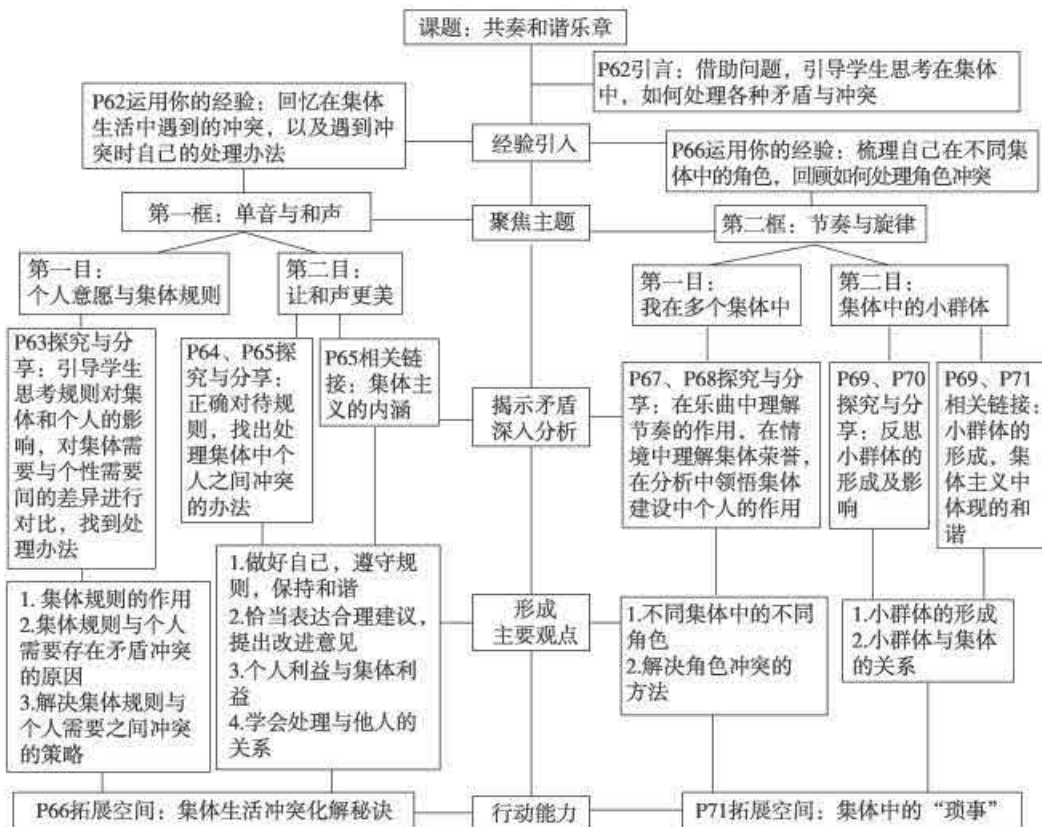 课题：共奏和谐乐章
P62引言：借助问题，引导学生思考在集体
中，如何处理各种矛盾与冲突
P62运用你的经验：回忆在集体
生活中遇到的冲突，以及遇到冲
突时自己的处理办法
经验引入
P66运用你的经验：梳理自己在不同集
体中的角色，回顾如何处理角色冲突
第一框：单音与和声
聚焦主题
第二框：节奏与旋律
第一目：
个人意愿与集体规则
第二目：
让和声更美
第一目：
我在多个集体中
第二目：
集体中的小群体
P63探究与分
享：引导学生
思考规则对集
体和个人的影
响，对集体需
要与个性需要
间的差异进行
对比，找到处
理办法
P64、P65探
究与分享：
正确对待规
则，找出处
理集体中个
人之间冲突
的办法
P65相关链
接：集体主
义的内涵
揭示矛盾
深入分析
P67、P68探究与分
享：在乐曲中理解
节奏的作用，在情
境中理解集体荣誉，
在分析中领悟集体
建设中个人的作用
P69、P70
探究与分
享：反思
小群体的
形成及影
响
P69、P71
相关链接：
小群体的
形成，集
体主义中
体现的和
谐
1. 集体规则的作用
2.集体规则与个人
需要存在矛盾冲突
的原因
3.解决集体规则与
个人需要之间冲突
的策略
1.做好自己，遵守规
则，保持和谐
2.恰当表达合理建议，
提出改进意见
3.个人利益与集体利
益
4.学会处理与他人的
关系
形成
主要观点
1.不同集体中的不同
角色
2.解决角色冲突的
方法
1.小群体的形成
2.小群体与集体
的关系
P66拓展空间：集体生活冲突化解秘诀
行动能力
P71拓展空间：集体中的“琐事”